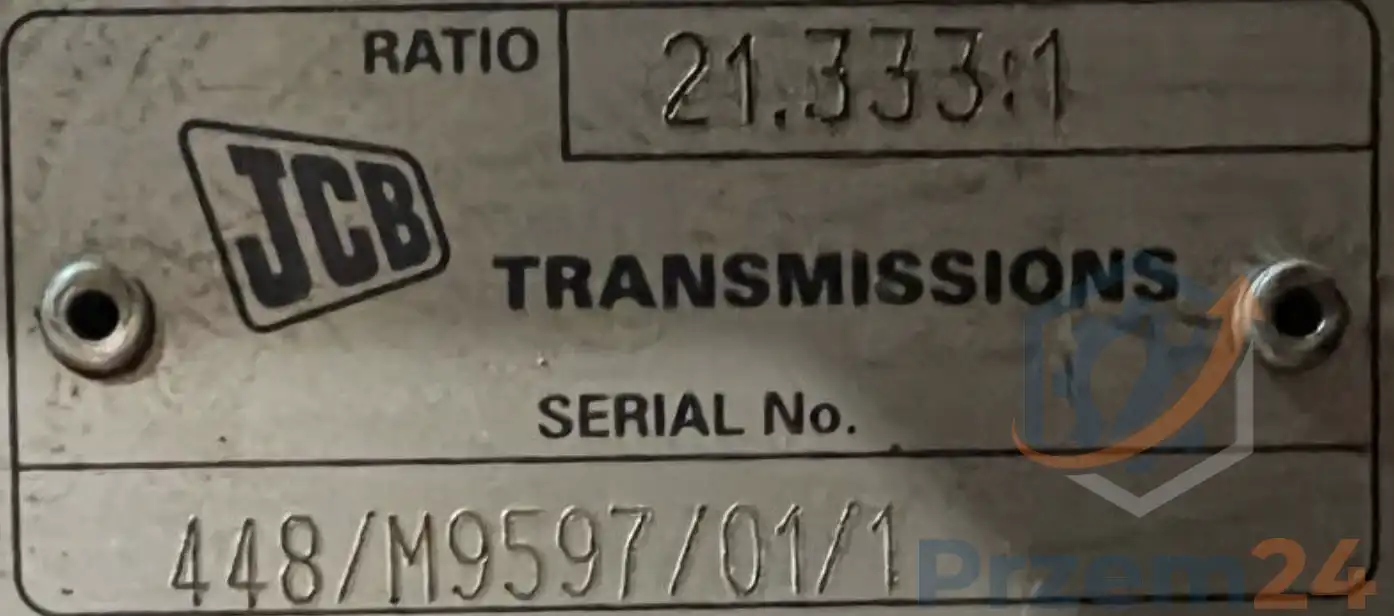 RATIO 21.333:1
JCB
TRANSMISSIONS
SERIAL No.
448/M9597/01/1
Przem24